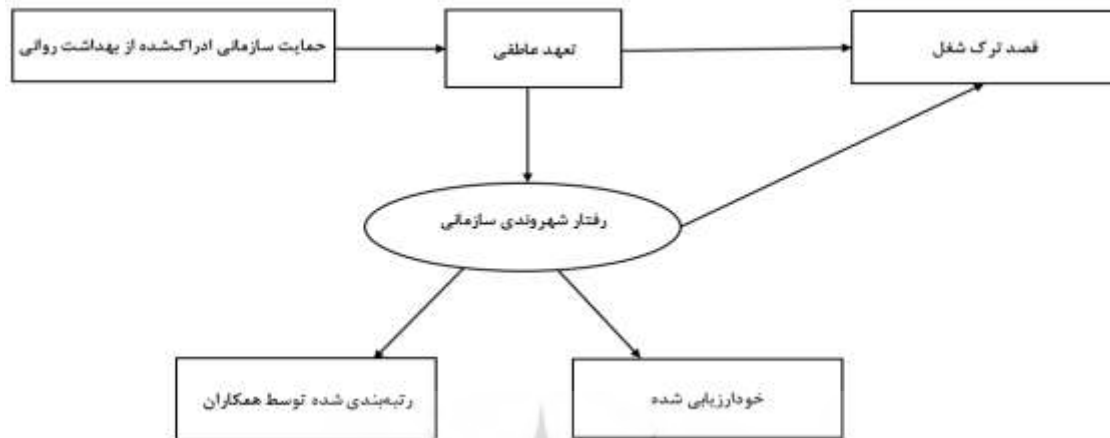 حمایت سازمانی ادراک‌شده از بهداشت روانی
تعهد عاطفی
قصد ترک شغل
رفتار شهروندی سازمانی
رتبه‌بندی شده توسط همکاران
خودارزیابی شده